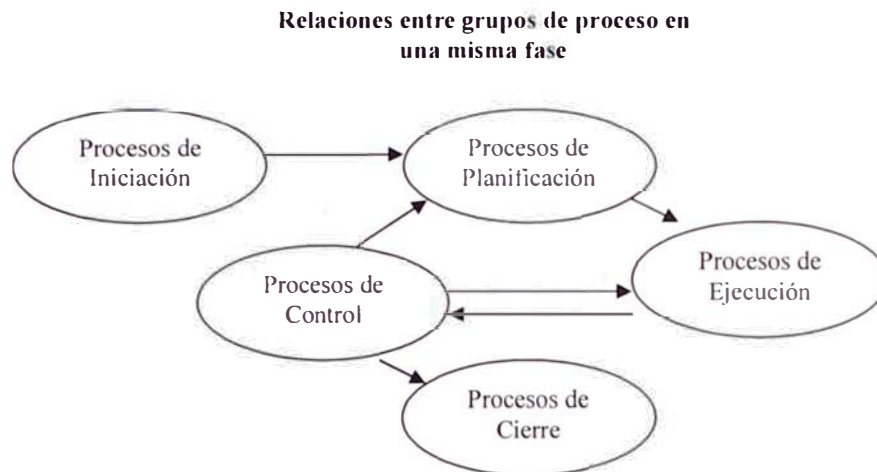 Relaciones entre grupos de proceso en
una misma fase
Procesos de
Iniciación
Procesos de
Planificación
Procesos de
Control
Procesos de
Ejecución
Procesos de
Cierre